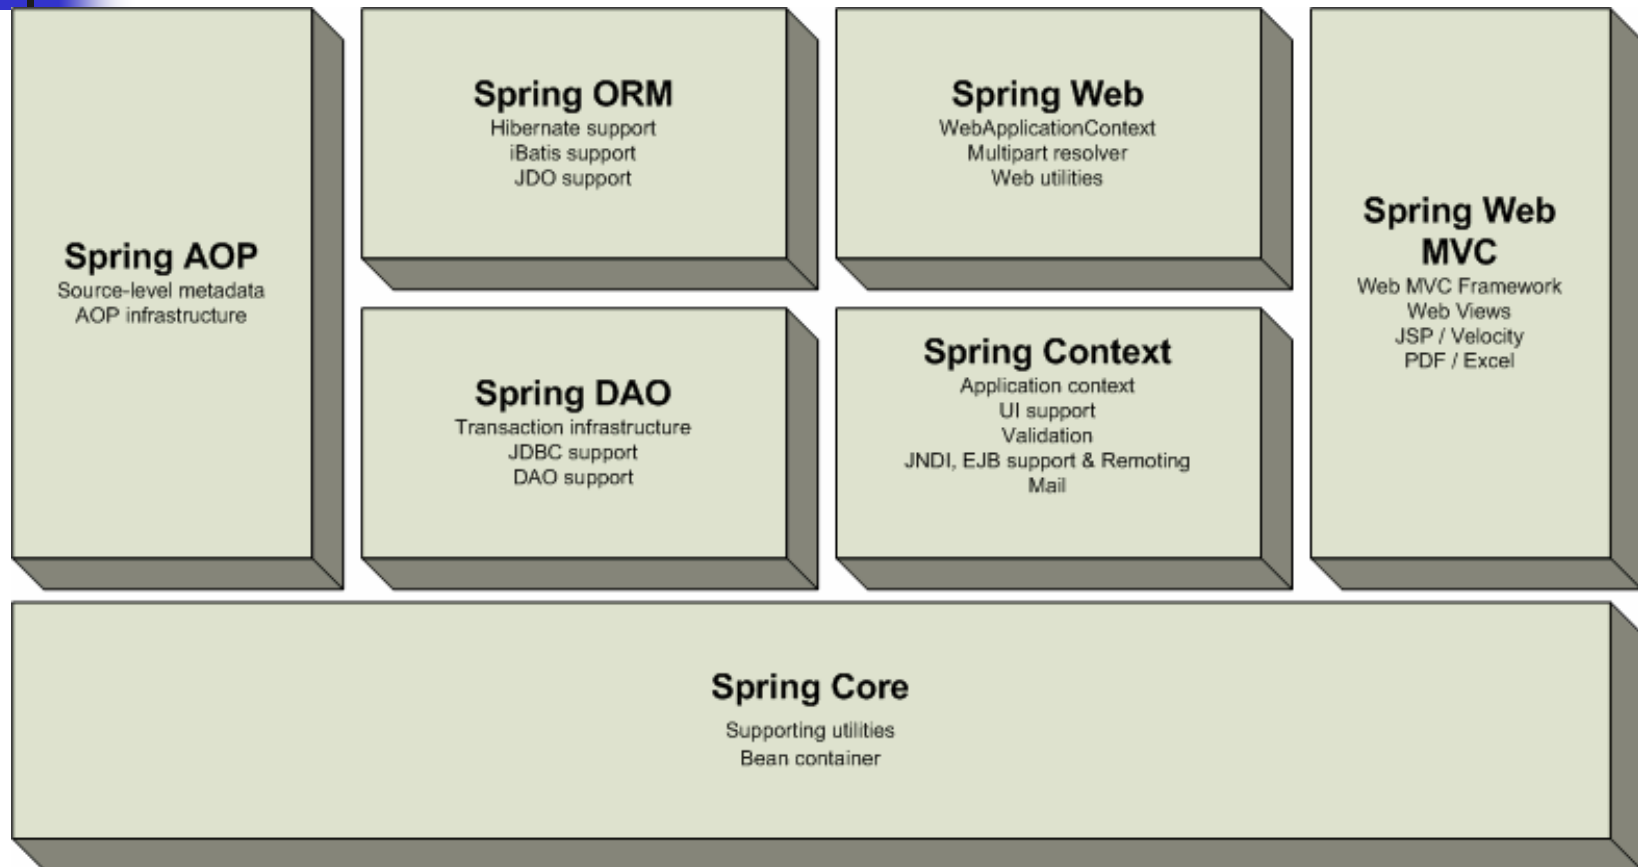 Spring AOP
Source-level metadata
AOP infrastructure
Spring ORM
Hibernate support
iBatis support
JDO support
Spring DAO
Transaction infrastructure
JDBC support
DAO support
Spring Web
WebApplicationContext
Multipart resolver
Web utilities
Spring Context
Application context
UI support
Validation
JNDI, EJB support & Remoting
Mail
Spring Web
MVC
Web MVC Framework
Web Views
JSP / Velocity
PDF / Excel
Spring Core
Supporting utilities
Bean container